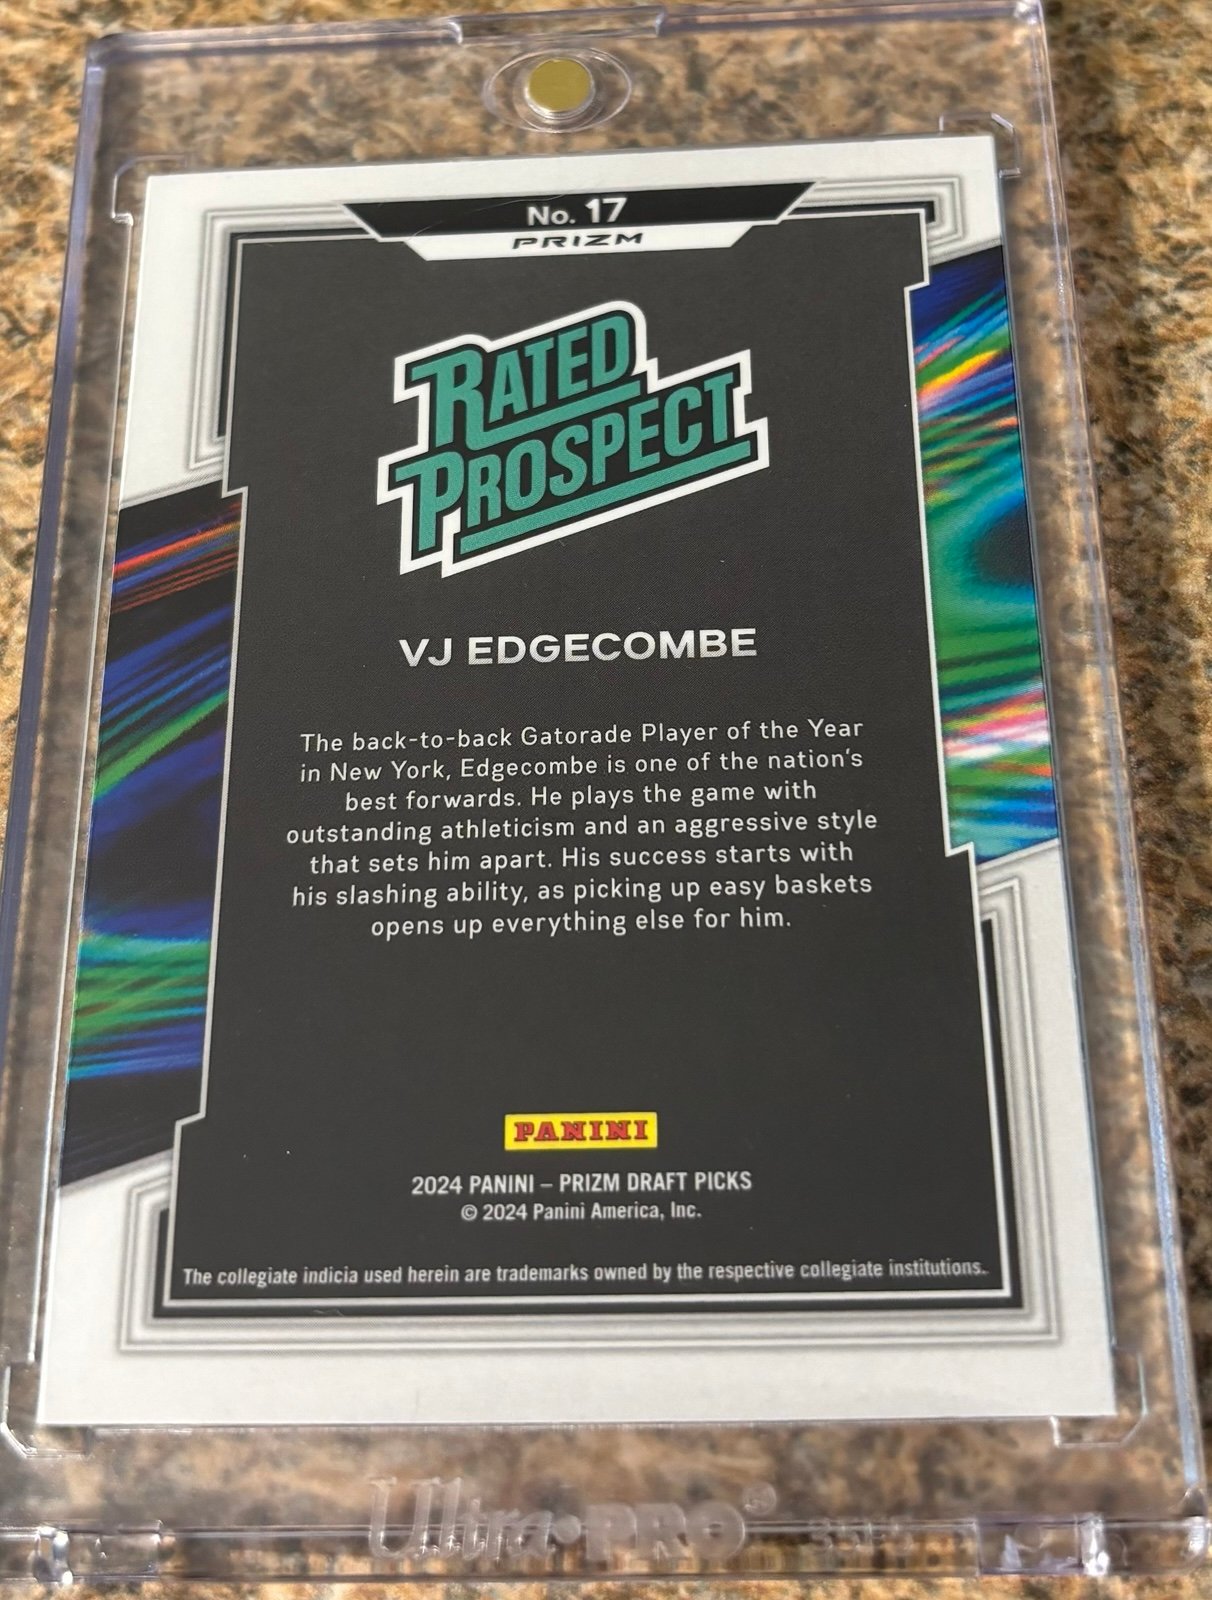 No. 17
PRIZM
RATED
PROSPECT
VJ EDGECOMBE
The back-to-back Gatorade Player of the Year
in New York, Edgecombe is one of the nation's
best forwards. He plays the game with
outstanding athleticism and an aggressive style
that sets him apart. His success starts with
his slashing ability, as picking up easy baskets
opens up everything else for him.
PANINI
2024 PANINI – PRIZM DRAFT PICKS
© 2024 Panini America, Inc.
The collegiate indicia used herein are trademarks owned by the respective collegiate institutions.
Ultra·PRO®